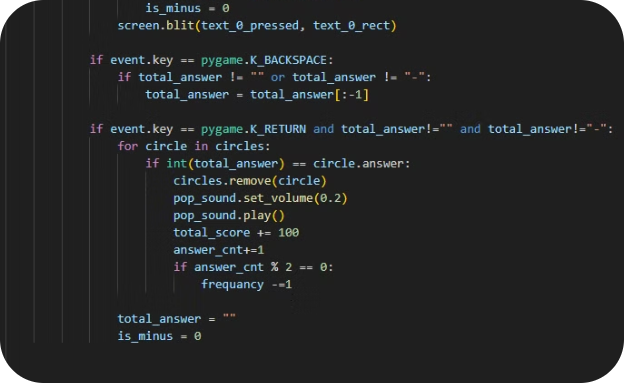 is_minus = 0
screen.blit(text_0_pressed, text_0_rect)
if event.key == pygame.K_BACKSPACE:
if total_answer != "" or total_answer != "-":
total_answer = total_answer[:-1]
if event.key == pygame.K_RETURN and total_answer!="" and total_answer!="-":
for circle in circles:
if int(total_answer) == circle.answer:
circles.remove(circle)
pop_sound.set_volume(0.2)
pop_sound.play()
total_score += 100
answer_cnt+=1
if answer_cnt % 2 == 0:
frequancy -=1
total_answer = ""
is_minus = 0